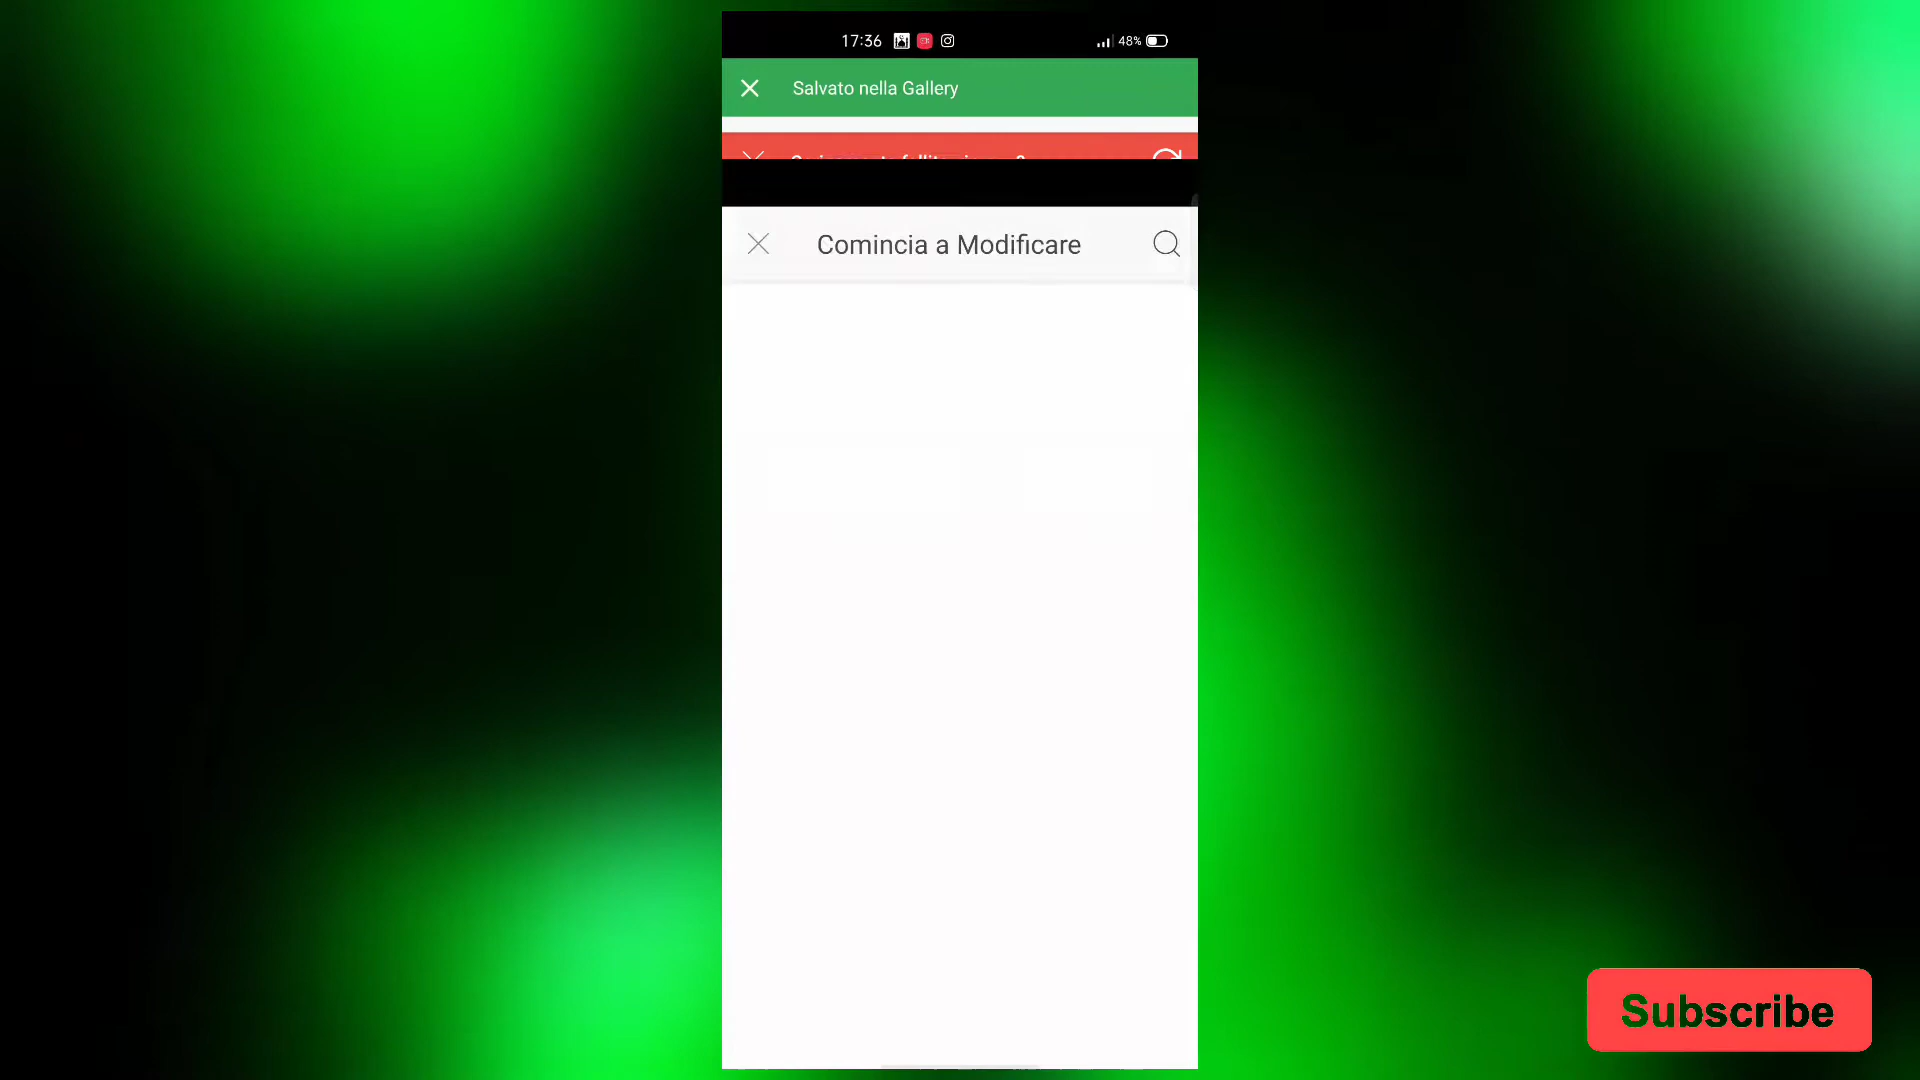 17:36 48%
Salvato nella Gallery
Comincia a Modificare
Subscribe